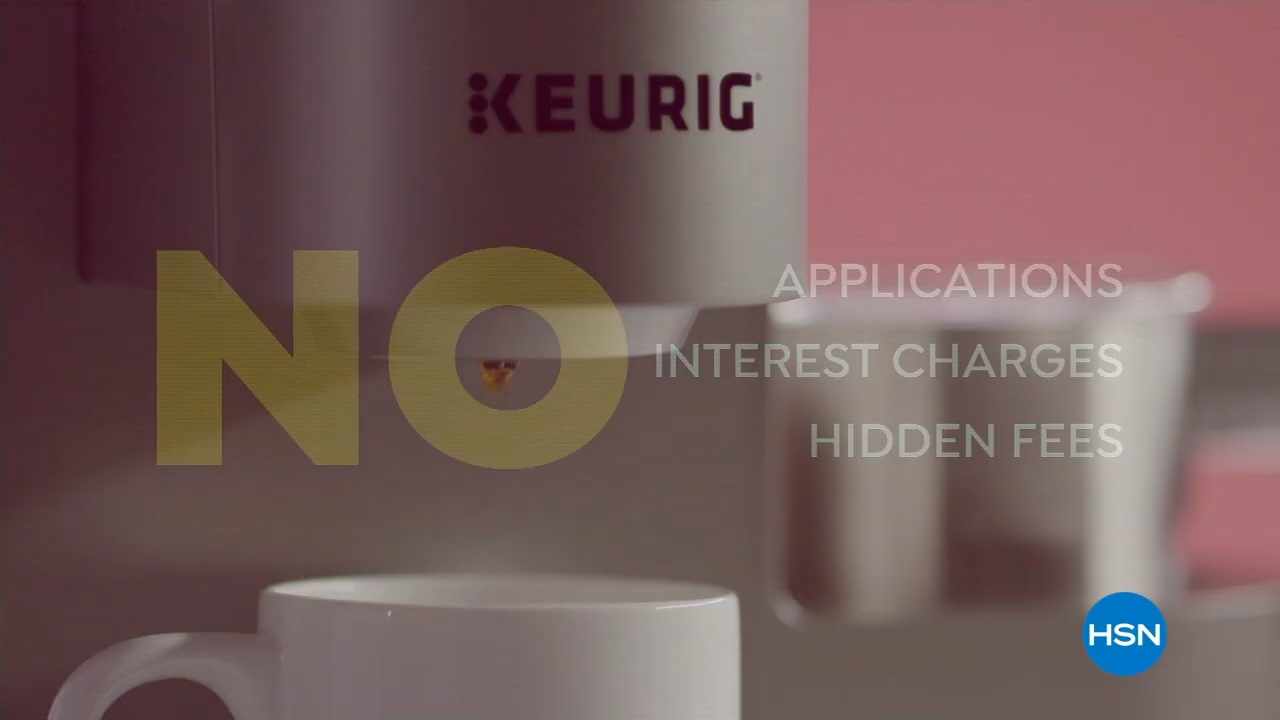 KEURIG
NO
APPLICATIONS
INTEREST CHARGES
HIDDEN FEES
HSN